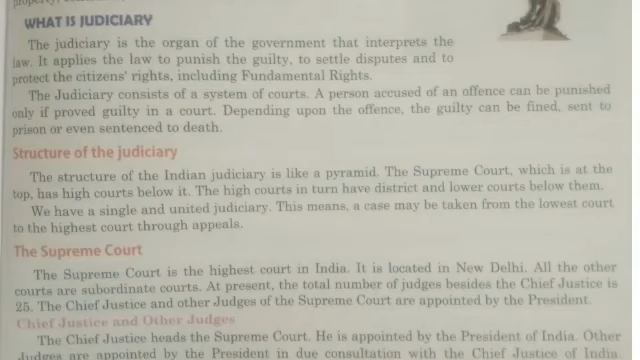 WHAT IS JUDICIARY
The judiciary is the organ of the government that interprets the
law. It applies the law to punish the guilty, to settle disputes and to
protect the citizens' rights, including Fundamental Rights.
The Judiciary consists of a system of courts. A person accused of an offence can be punished
only if proved guilty in a court. Depending upon the offence, the guilty can be fined, sent to
prison or even sentenced to death.
Structure of the judiciary
The structure of the Indian judiciary is like a pyramid. The Supreme Court, which is at the
top, has high courts below it. The high courts in turn have district and lower courts below them.
We have a single and united judiciary. This means, a case may be taken from the lowest court
to the highest court through appeals.
The Supreme Court
The Supreme Court is the highest court in India. It is located in New Delhi. All the other
courts are subordinate courts. At present, the total number of judges besides the Chief Justice is
25. The Chief Justice and other Judges of the Supreme Court are appointed by the President.
Chief Justice and Other Judges
The Chief Justice heads the Supreme Court. He is appointed by the President of India. Other
Judges are appointed by the President in due consultation with the Chief Justice of India.